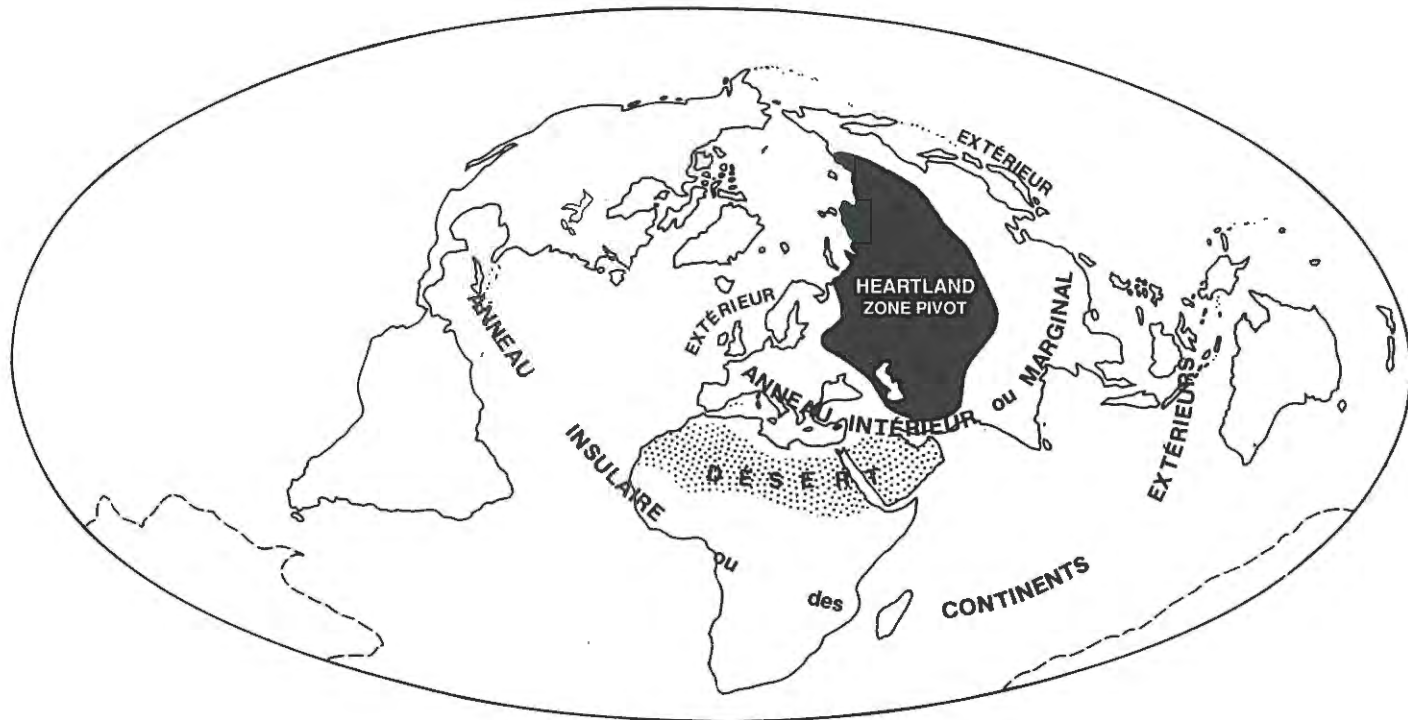 EXTÉRIEUR
HEARTLAND
ZONE PIVOT
EXTÉRIEUR
ANNEAU INTÉRIEUR ou MARGINAL
DÉSERT
ANNEAU INSULAIRE ou des CONTINENTS EXTÉRIEURS